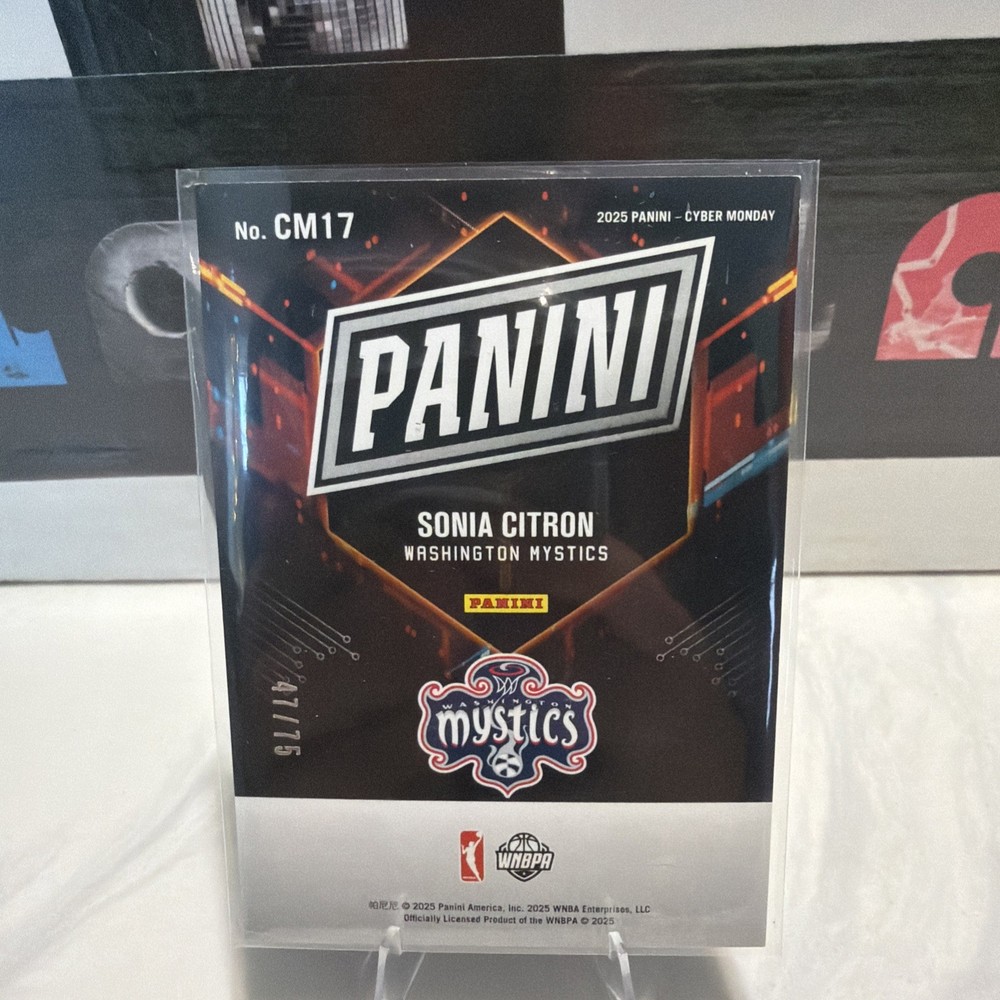 No. CM17
2025 PANINI – CYBER MONDAY
PANINI
SONIA CITRON
WASHINGTON MYSTICS
PANINI
WASHINGTON
mystics
47/75
WNBPA
帕尼尼 © 2025 Panini America, Inc. 2025 WNBA Enterprises, LLC
Officially Licensed Product of the WNBPA © 2025